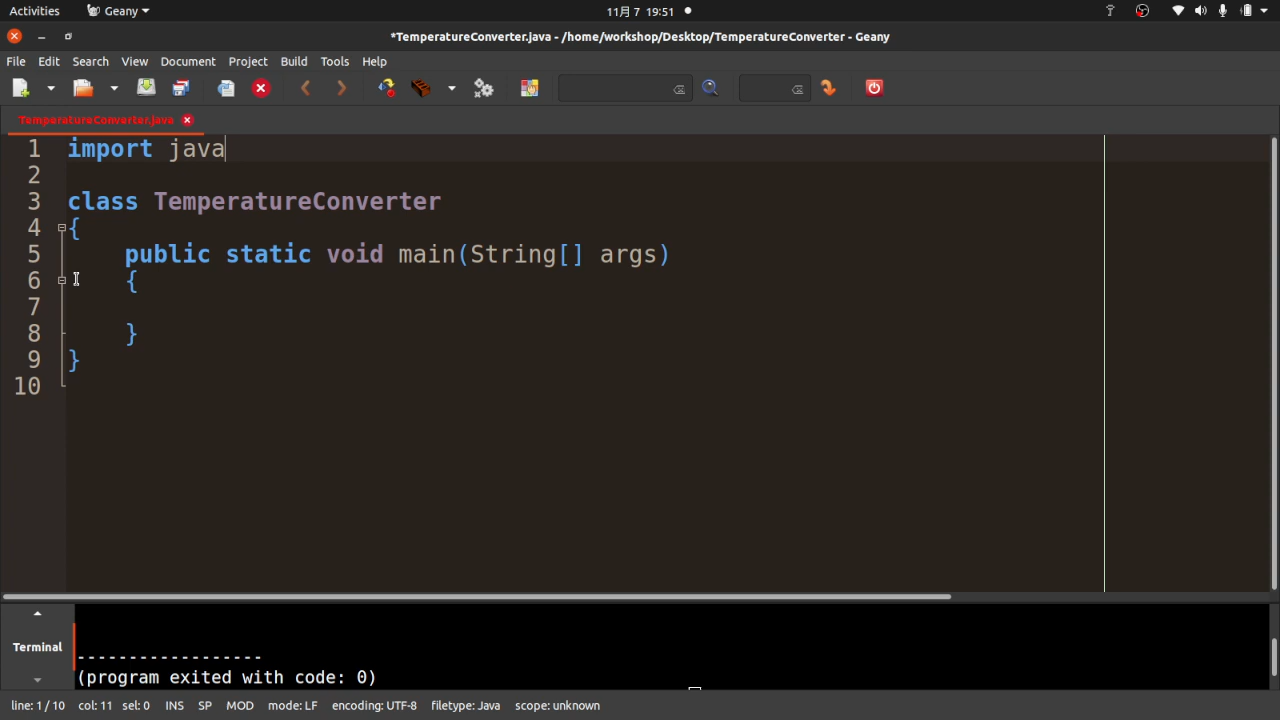 Activities Geany 11月 7 19:51
*TemperatureConverter.java - /home/workshop/Desktop/TemperatureConverter - Geany
File Edit Search View Document Project Build Tools Help
TemperatureConverter.java
1 import java
2
3 class TemperatureConverter
4 {
5 public static void main(String[] args)
6 {
7
8 }
9 }
10
Terminal
------------------
(program exited with code: 0)
line: 1 / 10 col: 11 sel: 0 INS SP MOD mode: LF encoding: UTF-8 filetype: Java scope: unknown